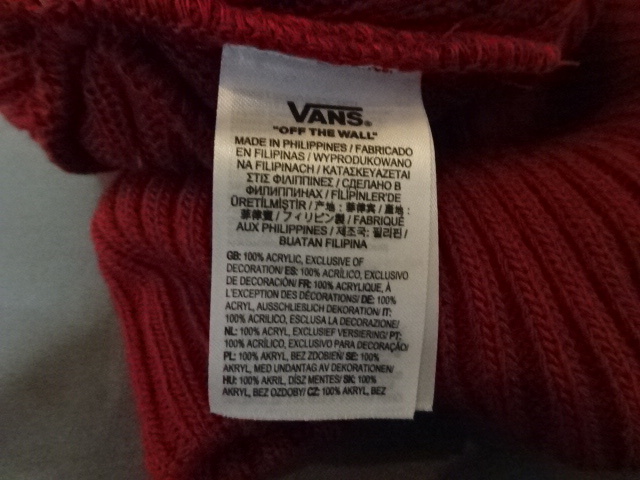 VANS®
"OFF THE WALL"
MADE IN PHILIPPINES / FABRICADO
EN FILIPINAS / WYPRODUKOWANO
NA FILIPINACH / ΚΑΤΑΣΚΕΥΑΖΕΤΑΙ
ΣΤΙΣ ΦΙΛΙΠΠΙΝΕΣ / СДЕЛАНО В
ФИЛИППИНАХ / FİLİPİNLER'DE
ÜRETİLMİŞTİR / 产地 : 菲律宾 / 產地 :
菲律賓 / フィリピン製 / FABRIQUE
AUX PHILIPPINES / 제조국: 필리핀 /
BUATAN FILIPINA
GB: 100% ACRYLIC, EXCLUSIVE OF
DECORATION/ ES: 100% ACRÍLICO, EXCLUSIVO
DE DECORACIÓN/ FR: 100% ACRYLIQUE, À
L'EXCEPTION DES DÉCORATIONS/ DE: 100%
ACRYL, AUSSCHLIESLICH DEKORATION/ IT:
100% ACRILICO, ESCLUSA LA DECORAZIONE/
NL: 100% ACRYL, EXCLUSIEF VERSIERING/ PT:
100% ACRÍLICO, EXCLUSIVO PARA DECORAÇÃO/
PL: 100% AKRYL, BEZ ZDOBIEŃ/ SE: 100%
AKRYL, MED UNDANTAG AV DEKORATIONEN/
HU: 100% AKRIL, DÍSZ MENTES/ SK: 100%
AKRYL, BEZ OZDOBY/ CZ: 100% AKRYL, BEZ